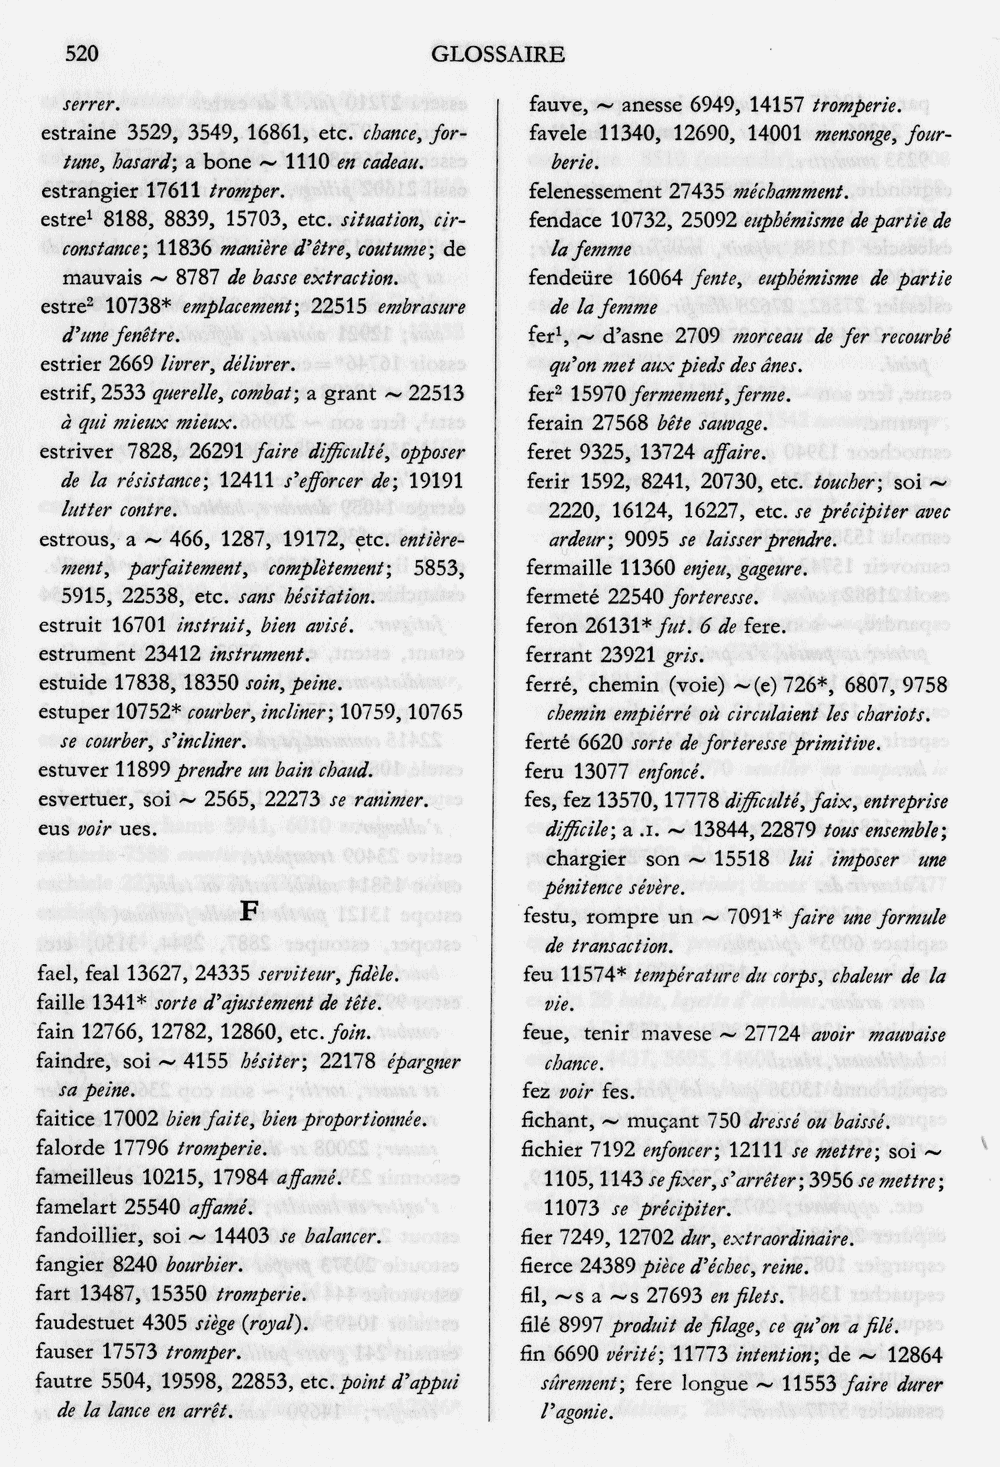 520
GLOSSAIRE
serrer.
estraine 3529, 3549, 16861, etc. chance, for-
tune, hasard; a bone ~ 1110 en cadeau.
estrangier 17611 tromper.
estre¹ 8188, 8839, 15703, etc. situation, cir-
constance; 11836 manière d'être, coutume; de
mauvais ~ 8787 de basse extraction.
estre² 10738* emplacement; 22515 embrasure
d'une fenêtre.
estrier 2669 livrer, délivrer.
estrif, 2533 querelle, combat; a grant ~ 22513
à qui mieux mieux.
estriver 7828, 26291 faire difficulté, opposer
de la résistance; 12411 s'efforcer de; 19191
lutter contre.
estrous, a ~ 466, 1287, 19172, etc. entière-
ment, parfaitement, complètement; 5853,
5915, 22538, etc. sans hésitation.
estruit 16701 instruit, bien avisé.
estrument 23412 instrument.
estuide 17838, 18350 soin, peine.
estuper 10752* courber, incliner; 10759, 10765
se courber, s'incliner.
estuver 11899 prendre un bain chaud.
esvertuer, soi ~ 2565, 22273 se ranimer.
eus voir ues.
F
fael, feal 13627, 24335 serviteur, fidèle.
faille 1341* sorte d'ajustement de tête.
fain 12766, 12782, 12860, etc. foin.
faindre, soi ~ 4155 hésiter; 22178 épargner
sa peine.
faitice 17002 bien faite, bien proportionnée.
falorde 17796 tromperie.
fameilleus 10215, 17984 affamé.
famelart 25540 affamé.
fandoillier, soi ~ 14403 se balancer.
fangier 8240 bourbier.
fart 13487, 15350 tromperie.
faudestuet 4305 siège (royal).
fauser 17573 tromper.
fautre 5504, 19598, 22853, etc. point d'appui
de la lance en arrêt.
fauve, ~ anesse 6949, 14157 tromperie.
favele 11340, 12690, 14001 mensonge, four-
berie.
felenessement 27435 méchamment.
fendace 10732, 25092 euphémisme de partie de
la femme
fendeüre 16064 fente, euphémisme de partie
de la femme
fer¹, ~ d'asne 2709 morceau de fer recourbé
qu'on met aux pieds des ânes.
fer² 15970 fermement, ferme.
ferain 27568 bête sauvage.
feret 9325, 13724 affaire.
ferir 1592, 8241, 20730, etc. toucher; soi ~
2220, 16124, 16227, etc. se précipiter avec
ardeur; 9095 se laisser prendre.
fermaille 11360 enjeu, gageure.
fermeté 22540 forteresse.
feron 26131* fut. 6 de fere.
ferrant 23921 gris.
ferré, chemin (voie) ~(e) 726*, 6807, 9758
chemin empiérré où circulaient les chariots.
ferté 6620 sorte de forteresse primitive.
feru 13077 enfoncé.
fes, fez 13570, 17778 difficulté, faix, entreprise
difficile; a .I. ~ 13844, 22879 tous ensemble;
chargier son ~ 15518 lui imposer une
pénitence sévère.
festu, rompre un ~ 7091* faire une formule
de transaction.
feu 11574* température du corps, chaleur de la
vie.
feue, tenir mavese ~ 27724 avoir mauvaise
chance.
fez voir fes.
fichant, ~ muçant 750 dressé ou baissé.
fichier 7192 enfoncer; 12111 se mettre; soi ~
1105, 1143 se fixer, s'arrêter; 3956 se mettre;
11073 se précipiter.
fier 7249, 12702 dur, extraordinaire.
fierce 24389 pièce d'échec, reine.
fil, ~s a ~s 27693 en filets.
filé 8997 produit de filage, ce qu'on a filé.
fin 6690 vérité; 11773 intention; de ~ 12864
sûrement; fere longue ~ 11553 faire durer
l'agonie.